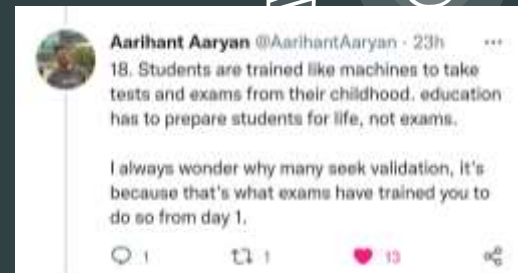 Aarihant Aaryan @AarihantAaryan · 23h
18. Students are trained like machines to take
tests and exams from their childhood. education
has to prepare students for life, not exams.
I always wonder why many seek validation, it's
because that's what exams have trained you to
do so from day 1.
1 1 13